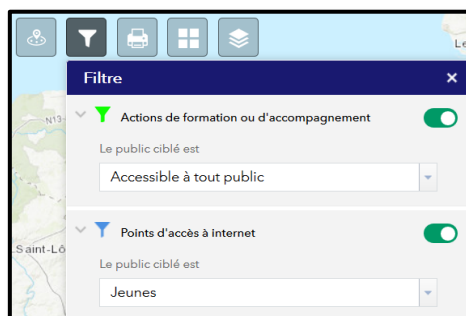 Le
Filtre ×
N13
Actions de formation ou d'accompagnement
Le public ciblé est
Accessible à tout public
Points d'accès à internet
Saint-Lô
Le public ciblé est
Jeunes